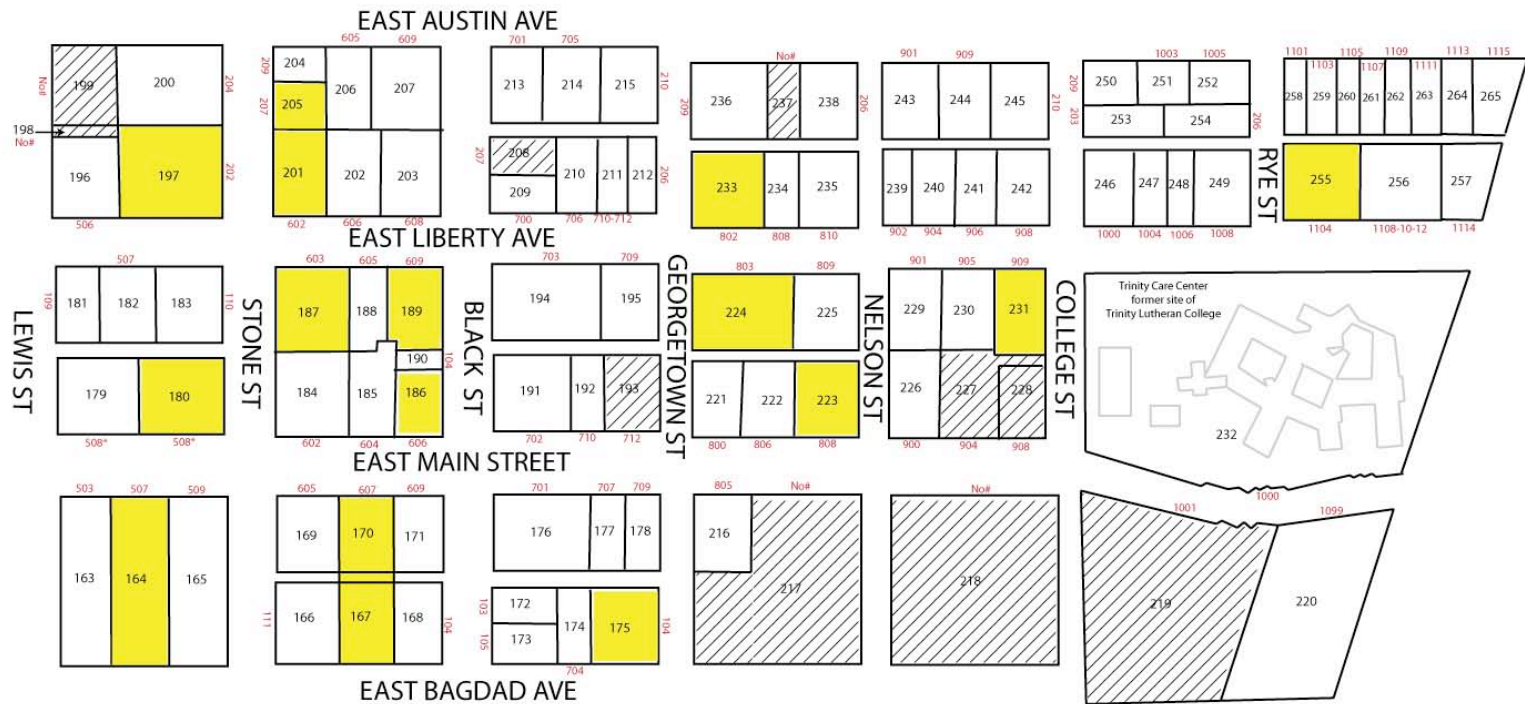 EAST AUSTIN AVE
605 609 701 705 No# 901 909 1003 1005 1101 1103 1105 1107 1109 1111 1113 1115
No# 199 200 204
209 204 206 207
213 214 215 210
209 236 237 238 206
243 244 245 210
209 250 251 252
258 259 260 261 262 263 264 265
207 205
203 253 254 206
198
No#
196 197 202
201 202 203
207 208 209 210 211 212 206
233 234 235
239 240 241 242
246 247 248 249
RYE ST
255 256 257
506 602 606 608 700 706 710-712 802 808 810 902 904 906 908 1000 1004 1006 1008 1104 1108-10-12 1114
EAST LIBERTY AVE
507 603 605 609 703 709 803 809 901 905 909
LEWIS ST
109 181 182 183 110
STONE ST
187 188 189
BLACK ST
194 195
GEORGETOWN ST
224 225
NELSON ST
229 230 231
COLLEGE ST
Trinity Care Center
former site of
Trinity Lutheran College
190 104
179 180
184 185 186
191 192 193
221 222 223
226 227 228
232
508* 508* 602 604 606 702 710 712 800 806 808 900 904 908
EAST MAIN STREET
503 507 509 605 607 609 701 707 709 805 No# No# 1001 1000 1099
163 164 165
169 170 171
176 177 178
216 217
218
219 220
111 166 167 168 104
103 172
105 173 174 175 104
704
EAST BAGDAD AVE